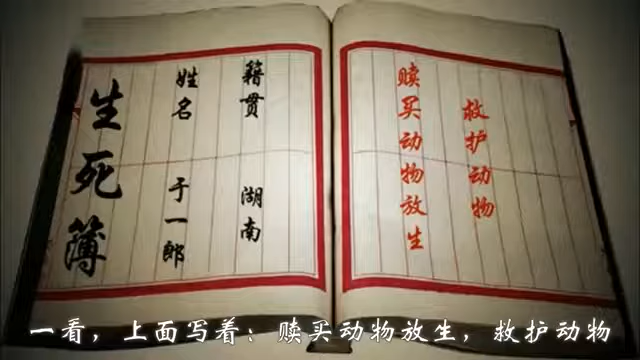 生死簿
姓名 于一郎
籍贯 湖南
赎买动物放生
救护动物
一看，上面写着：赎买动物放生，救护动物